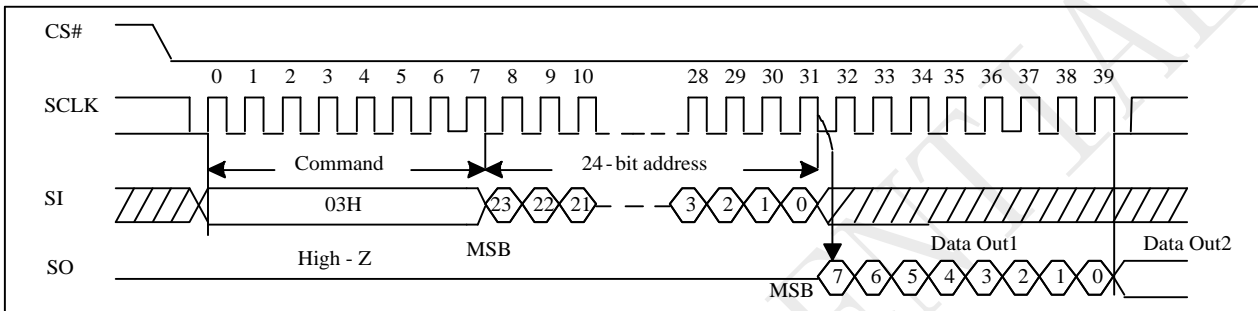 CS#
0 1 2 3 4 5 6 7 8 9 10 28 29 30 31 32 33 34 35 36 37 38 39
SCLK
Command 24-bit address
SI 03H 23 22 21 3 2 1 0
High - Z MSB Data Out1 Data Out2
SO MSB 7 6 5 4 3 2 1 0
ENTIAL